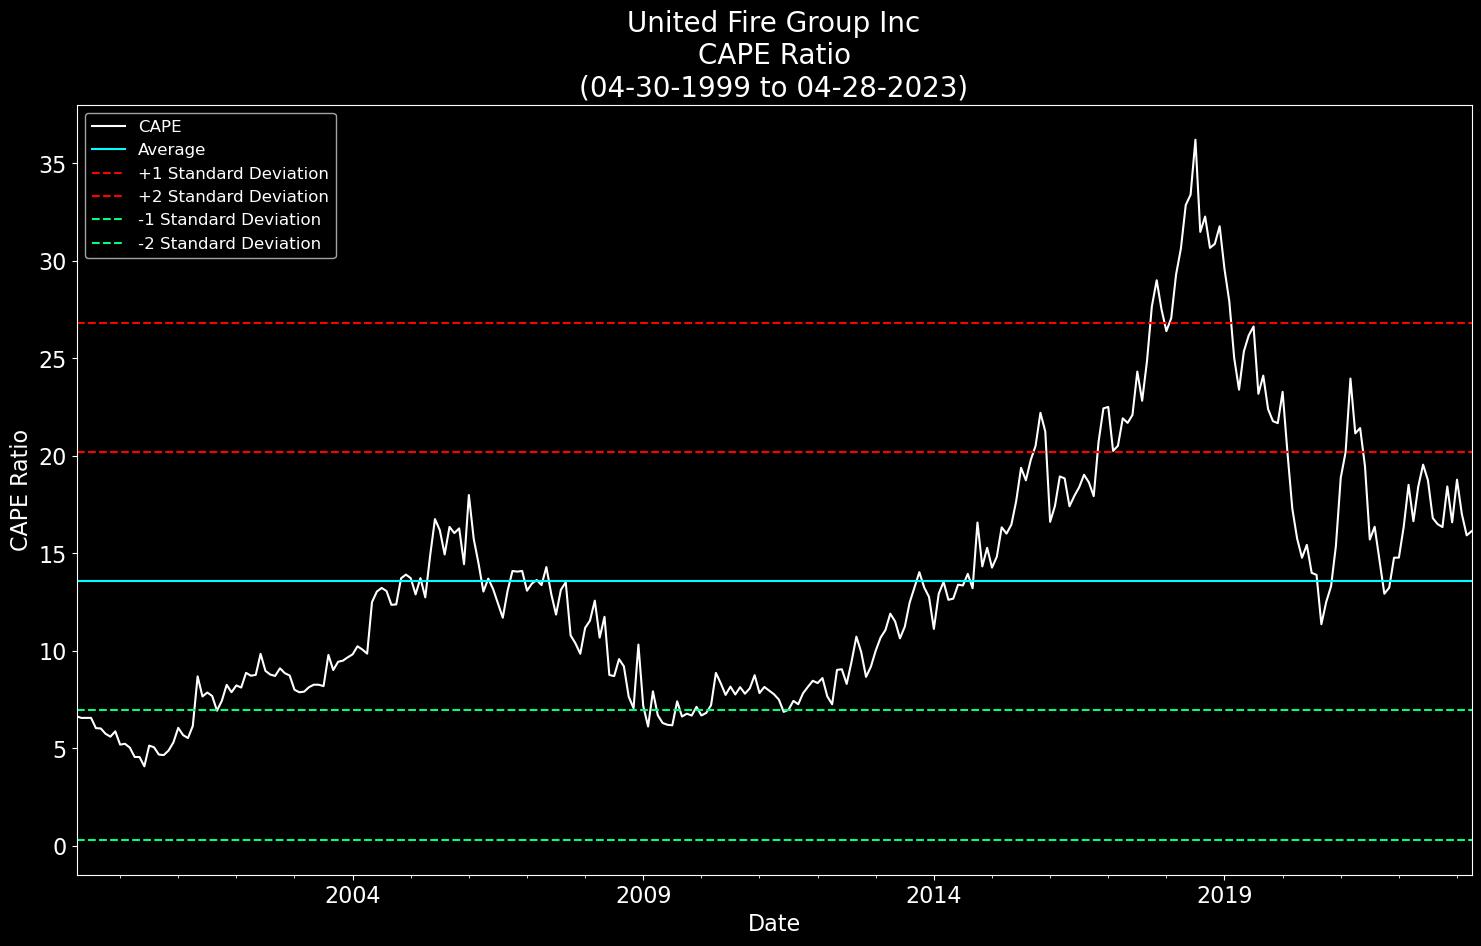 United Fire Group Inc
CAPE Ratio
(04-30-1999 to 04-28-2023)
CAPE
Average
+1 Standard Deviation
+2 Standard Deviation
-1 Standard Deviation
-2 Standard Deviation
35
30
25
20
15
10
5
0
CAPE Ratio
2004
2009
2014
2019
Date